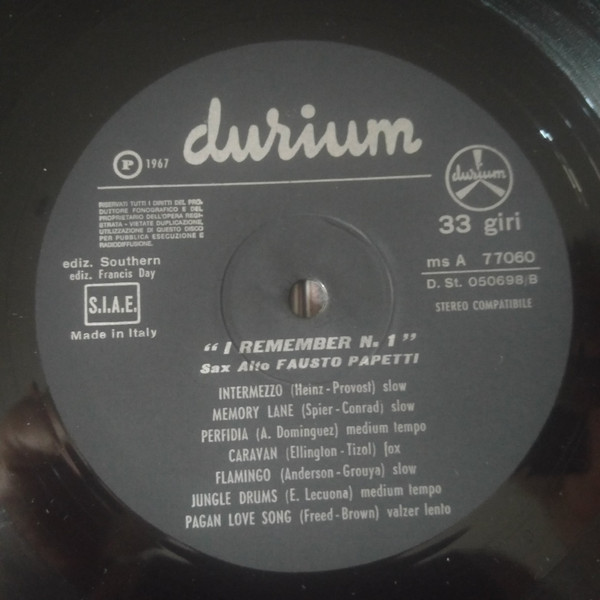 durium
P 1967
RISERVATI TUTTI I DIRITTI DEL PRO-
DUTTORE FONOGRAFICO E DEL
PROPRIETARIO DELL'OPERA REGI-
STRATA - VIETATE DUPLICAZIONE,
UTILIZZAZIONE DI QUESTO DISCO
PER PUBBLICA ESECUZIONE E
RADIODIFFUSIONE.
durium
33 giri
ediz. Southern
ediz. Francis Day
S.I.A.E.
Made in Italy
ms A 77060
D. St. 050698/B
STEREO COMPATIBILE
“ I REMEMBER N. 1 ”
Sax Alto FAUSTO PAPETTI
INTERMEZZO (Heinz - Provost) slow
MEMORY LANE (Spier - Conrad) slow
PERFIDIA (A. Dominguez) medium tempo
CARAVAN (Ellington - Tizol) fox
FLAMINGO (Anderson - Grouya) slow
JUNGLE DRUMS (E. Lecuona) medium tempo
PAGAN LOVE SONG (Freed - Brown) valzer lento